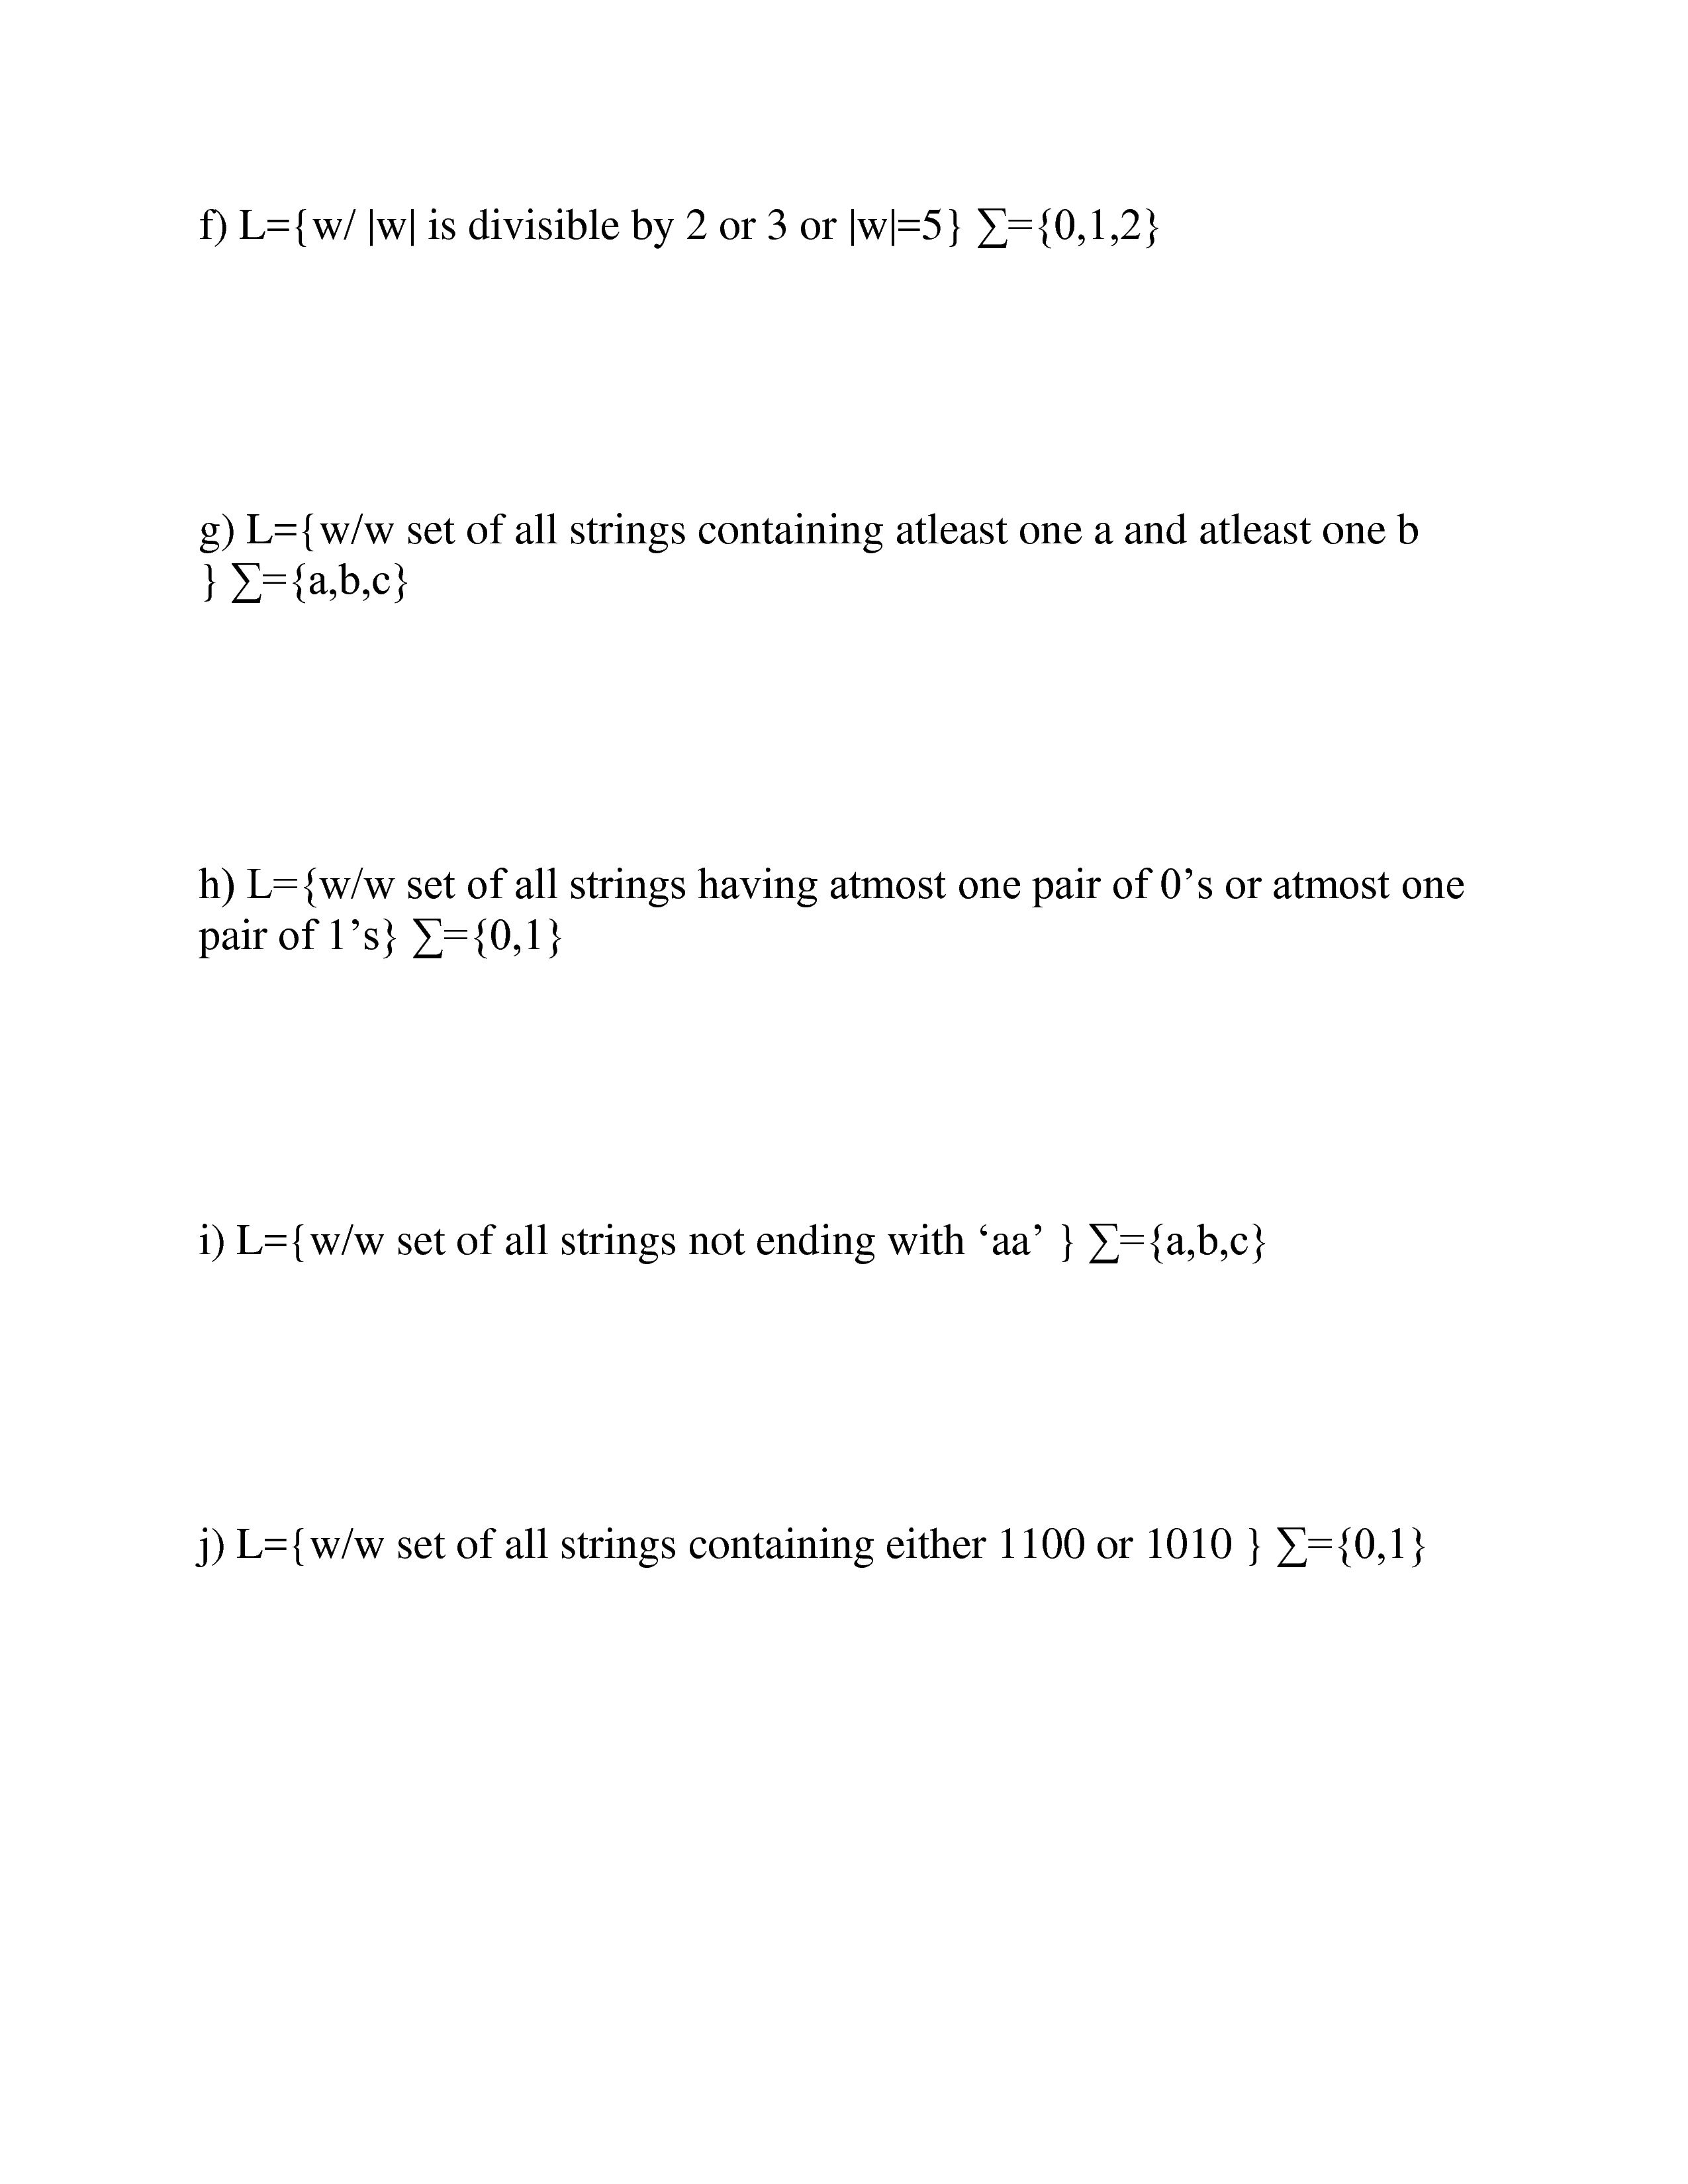 f) L={w/ |w| is divisible by 2 or 3 or |w|=5} ∑={0,1,2}
g) L={w/w set of all strings containing atleast one a and atleast one b
} ∑={a,b,c}
h) L={w/w set of all strings having atmost one pair of 0’s or atmost one
pair of 1’s} ∑={0,1}
i) L={w/w set of all strings not ending with ‘aa’ } ∑={a,b,c}
j) L={w/w set of all strings containing either 1100 or 1010 } ∑={0,1}